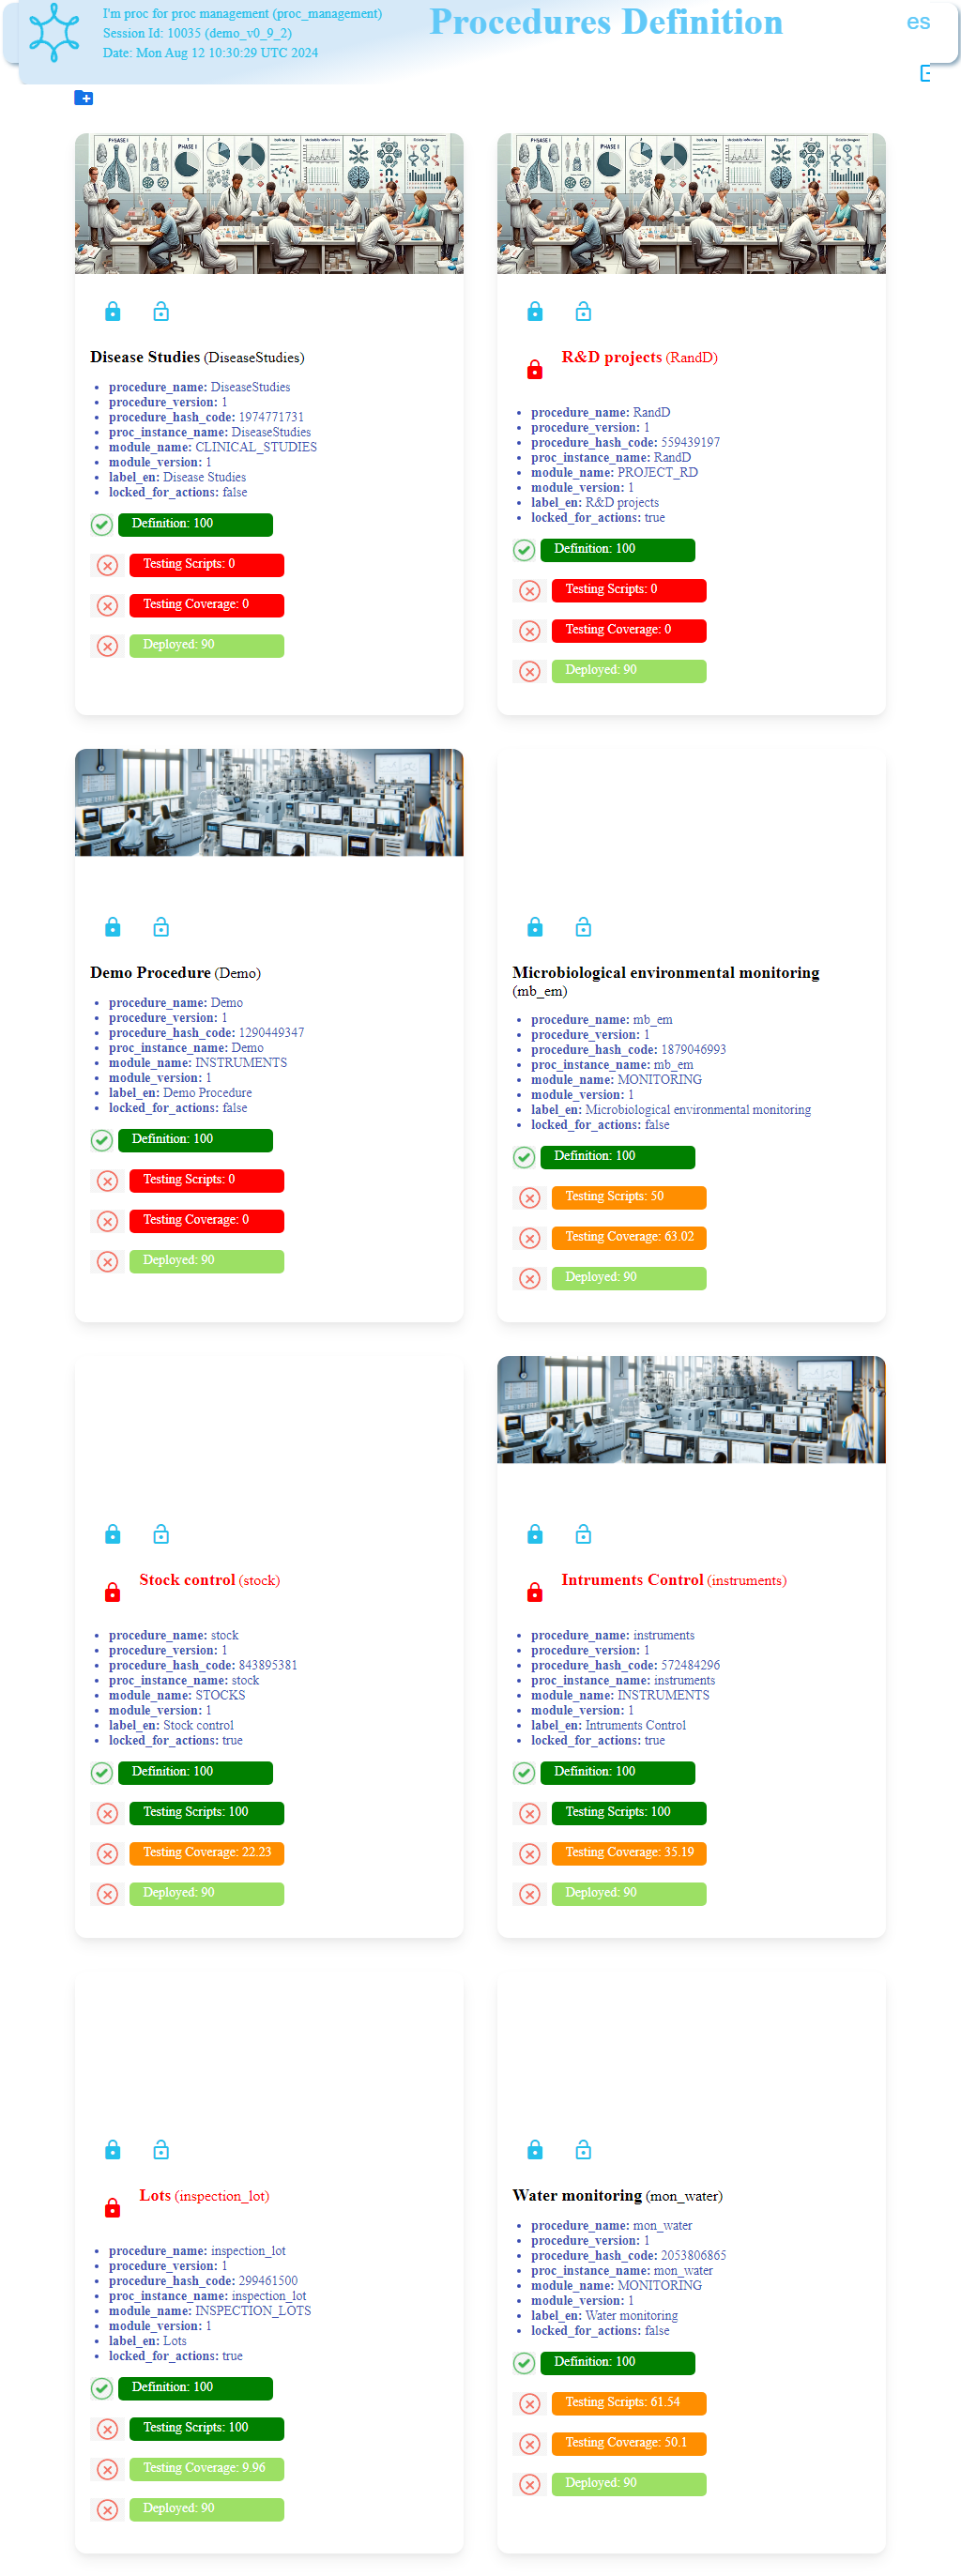 I'm proc for proc management (proc_management)
Session Id: 10035 (demo_v0_9_2)
Date: Mon Aug 12 10:30:29 UTC 2024
Procedures Definition
es
PHASE I
PHASE I
Disease Studies (DiseaseStudies)
procedure_name: DiseaseStudies
procedure_version: 1
procedure_hash_code: 1974771731
proc_instance_name: DiseaseStudies
module_name: CLINICAL_STUDIES
module_version: 1
label_en: Disease Studies
locked_for_actions: false
Definition: 100
Testing Scripts: 0
Testing Coverage: 0
Deployed: 90
PHASE I
PHASE I
R&D projects (RandD)
procedure_name: RandD
procedure_version: 1
procedure_hash_code: 559439197
proc_instance_name: RandD
module_name: PROJECT_RD
module_version: 1
label_en: R&D projects
locked_for_actions: true
Definition: 100
Testing Scripts: 0
Testing Coverage: 0
Deployed: 90
Demo Procedure (Demo)
procedure_name: Demo
procedure_version: 1
procedure_hash_code: 1290449347
proc_instance_name: Demo
module_name: INSTRUMENTS
module_version: 1
label_en: Demo Procedure
locked_for_actions: false
Definition: 100
Testing Scripts: 0
Testing Coverage: 0
Deployed: 90
Microbiological environmental monitoring
(mb_em)
procedure_name: mb_em
procedure_version: 1
procedure_hash_code: 1879046993
proc_instance_name: mb_em
module_name: MONITORING
module_version: 1
label_en: Microbiological environmental monitoring
locked_for_actions: false
Definition: 100
Testing Scripts: 50
Testing Coverage: 63.02
Deployed: 90
Stock control (stock)
procedure_name: stock
procedure_version: 1
procedure_hash_code: 843895381
proc_instance_name: stock
module_name: STOCKS
module_version: 1
label_en: Stock control
locked_for_actions: true
Definition: 100
Testing Scripts: 100
Testing Coverage: 22.23
Deployed: 90
Intruments Control (instruments)
procedure_name: instruments
procedure_version: 1
procedure_hash_code: 572484296
proc_instance_name: instruments
module_name: INSTRUMENTS
module_version: 1
label_en: Intruments Control
locked_for_actions: true
Definition: 100
Testing Scripts: 100
Testing Coverage: 35.19
Deployed: 90
Lots (inspection_lot)
procedure_name: inspection_lot
procedure_version: 1
procedure_hash_code: 299461500
proc_instance_name: inspection_lot
module_name: INSPECTION_LOTS
module_version: 1
label_en: Lots
locked_for_actions: true
Definition: 100
Testing Scripts: 100
Testing Coverage: 9.96
Deployed: 90
Water monitoring (mon_water)
procedure_name: mon_water
procedure_version: 1
procedure_hash_code: 2053806865
proc_instance_name: mon_water
module_name: MONITORING
module_version: 1
label_en: Water monitoring
locked_for_actions: false
Definition: 100
Testing Scripts: 61.54
Testing Coverage: 50.1
Deployed: 90